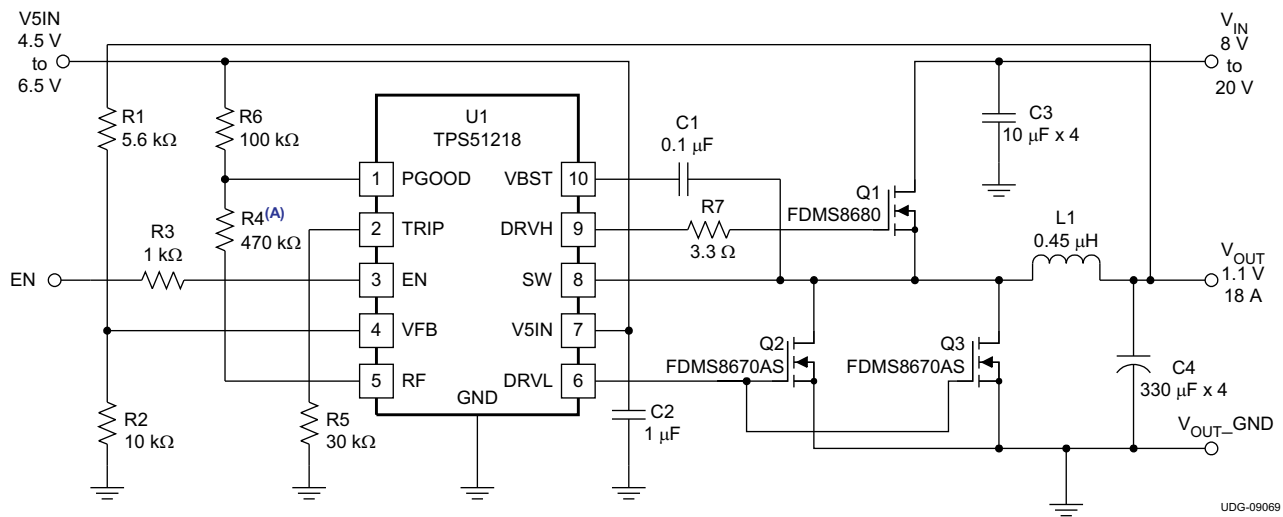 V5IN
4.5 V
to
6.5 V
VIN
8 V
to
20 V
R1
5.6 kΩ
R6
100 kΩ
U1
TPS51218
C1
0.1 µF
C3
10 µF x 4
1 PGOOD
VBST 10
R4(A)
470 kΩ
2 TRIP
DRVH 9
R7
3.3 Ω
Q1
FDMS8680
L1
0.45 µH
R3
1 kΩ
EN
3 EN
SW 8
VOUT
1.1 V
18 A
4 VFB
V5IN 7
Q2
FDMS8670AS
Q3
FDMS8670AS
5 RF
DRVL 6
GND
C4
330 µF x 4
R2
10 kΩ
R5
30 kΩ
C2
1 µF
VOUT_GND
UDG-09069